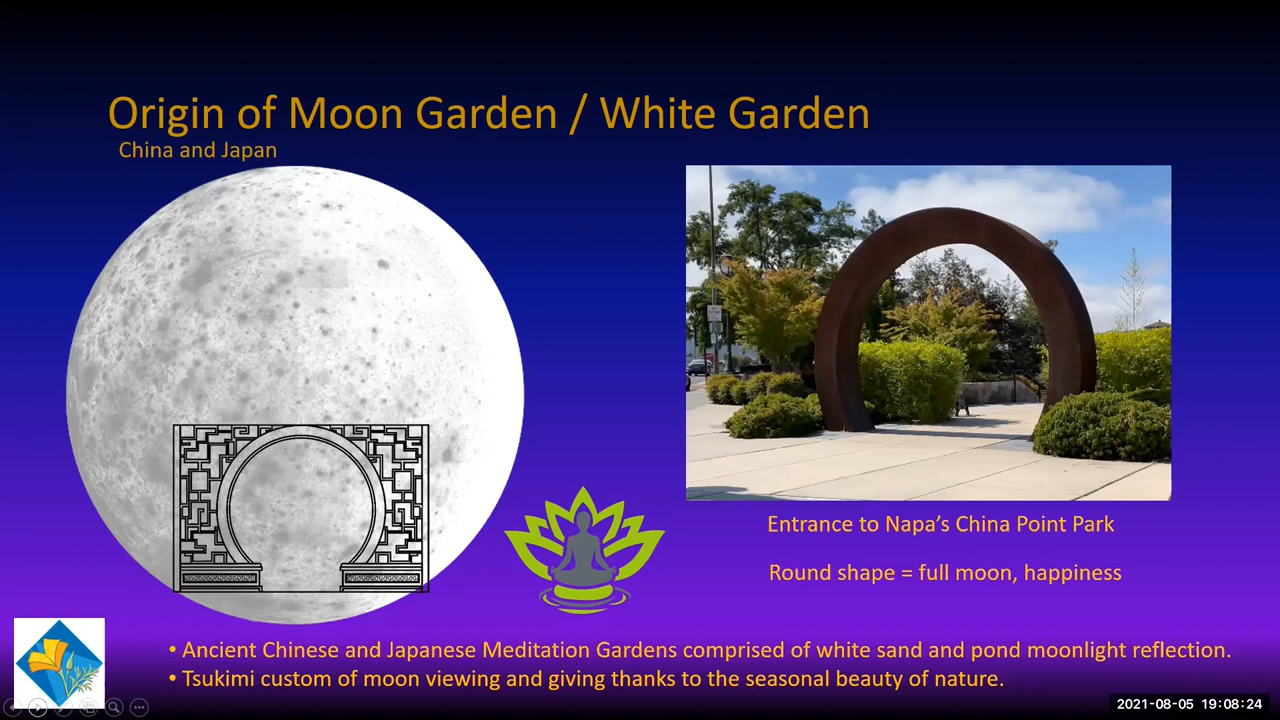 Origin of Moon Garden / White Garden
China and Japan
Entrance to Napa’s China Point Park
Round shape = full moon, happiness
• Ancient Chinese and Japanese Meditation Gardens comprised of white sand and pond moonlight reflection.
• Tsukimi custom of moon viewing and giving thanks to the seasonal beauty of nature.
2021-08-05 19:08:24